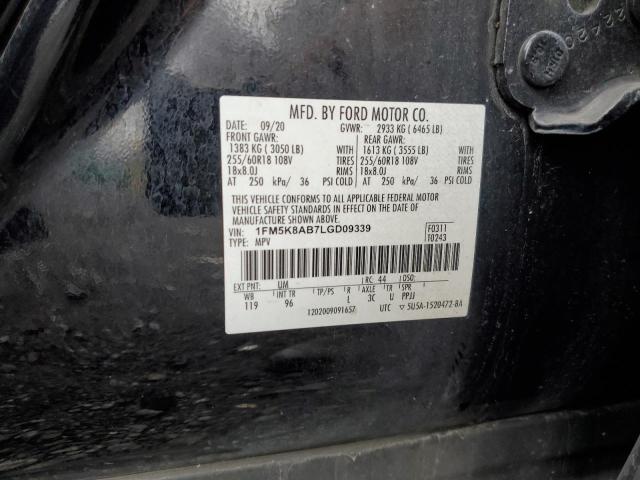 MFD. BY FORD MOTOR CO.
DATE: 09/20 GVWR: 2933 KG ( 6465 LB)
FRONT GAWR: REAR GAWR:
1383 KG ( 3050 LB) WITH 1613 KG ( 3555 LB) WITH
255/60R18 108V TIRES 255/60R18 108V TIRES
18x8.0J RIMS 18x8.0J RIMS
AT 250 kPa/ 36 PSI COLD AT 250 kPa/ 36 PSI COLD
THIS VEHICLE CONFORMS TO ALL APPLICABLE FEDERAL MOTOR
VEHICLE SAFETY STANDARDS IN EFFECT ON THE DATE OF
MANUFACTURE SHOWN ABOVE.
VIN: 1FM5K8AB7LGD09339 F0311
TYPE: MPV T0243
EXT PNT: UM RC: 44 DSO:
WB INT TR TP/PS R AXLE TR SPR
119 96 L 3C U PPJJ
1202009091657 UTC ▽ 5U5A-1520472-BA